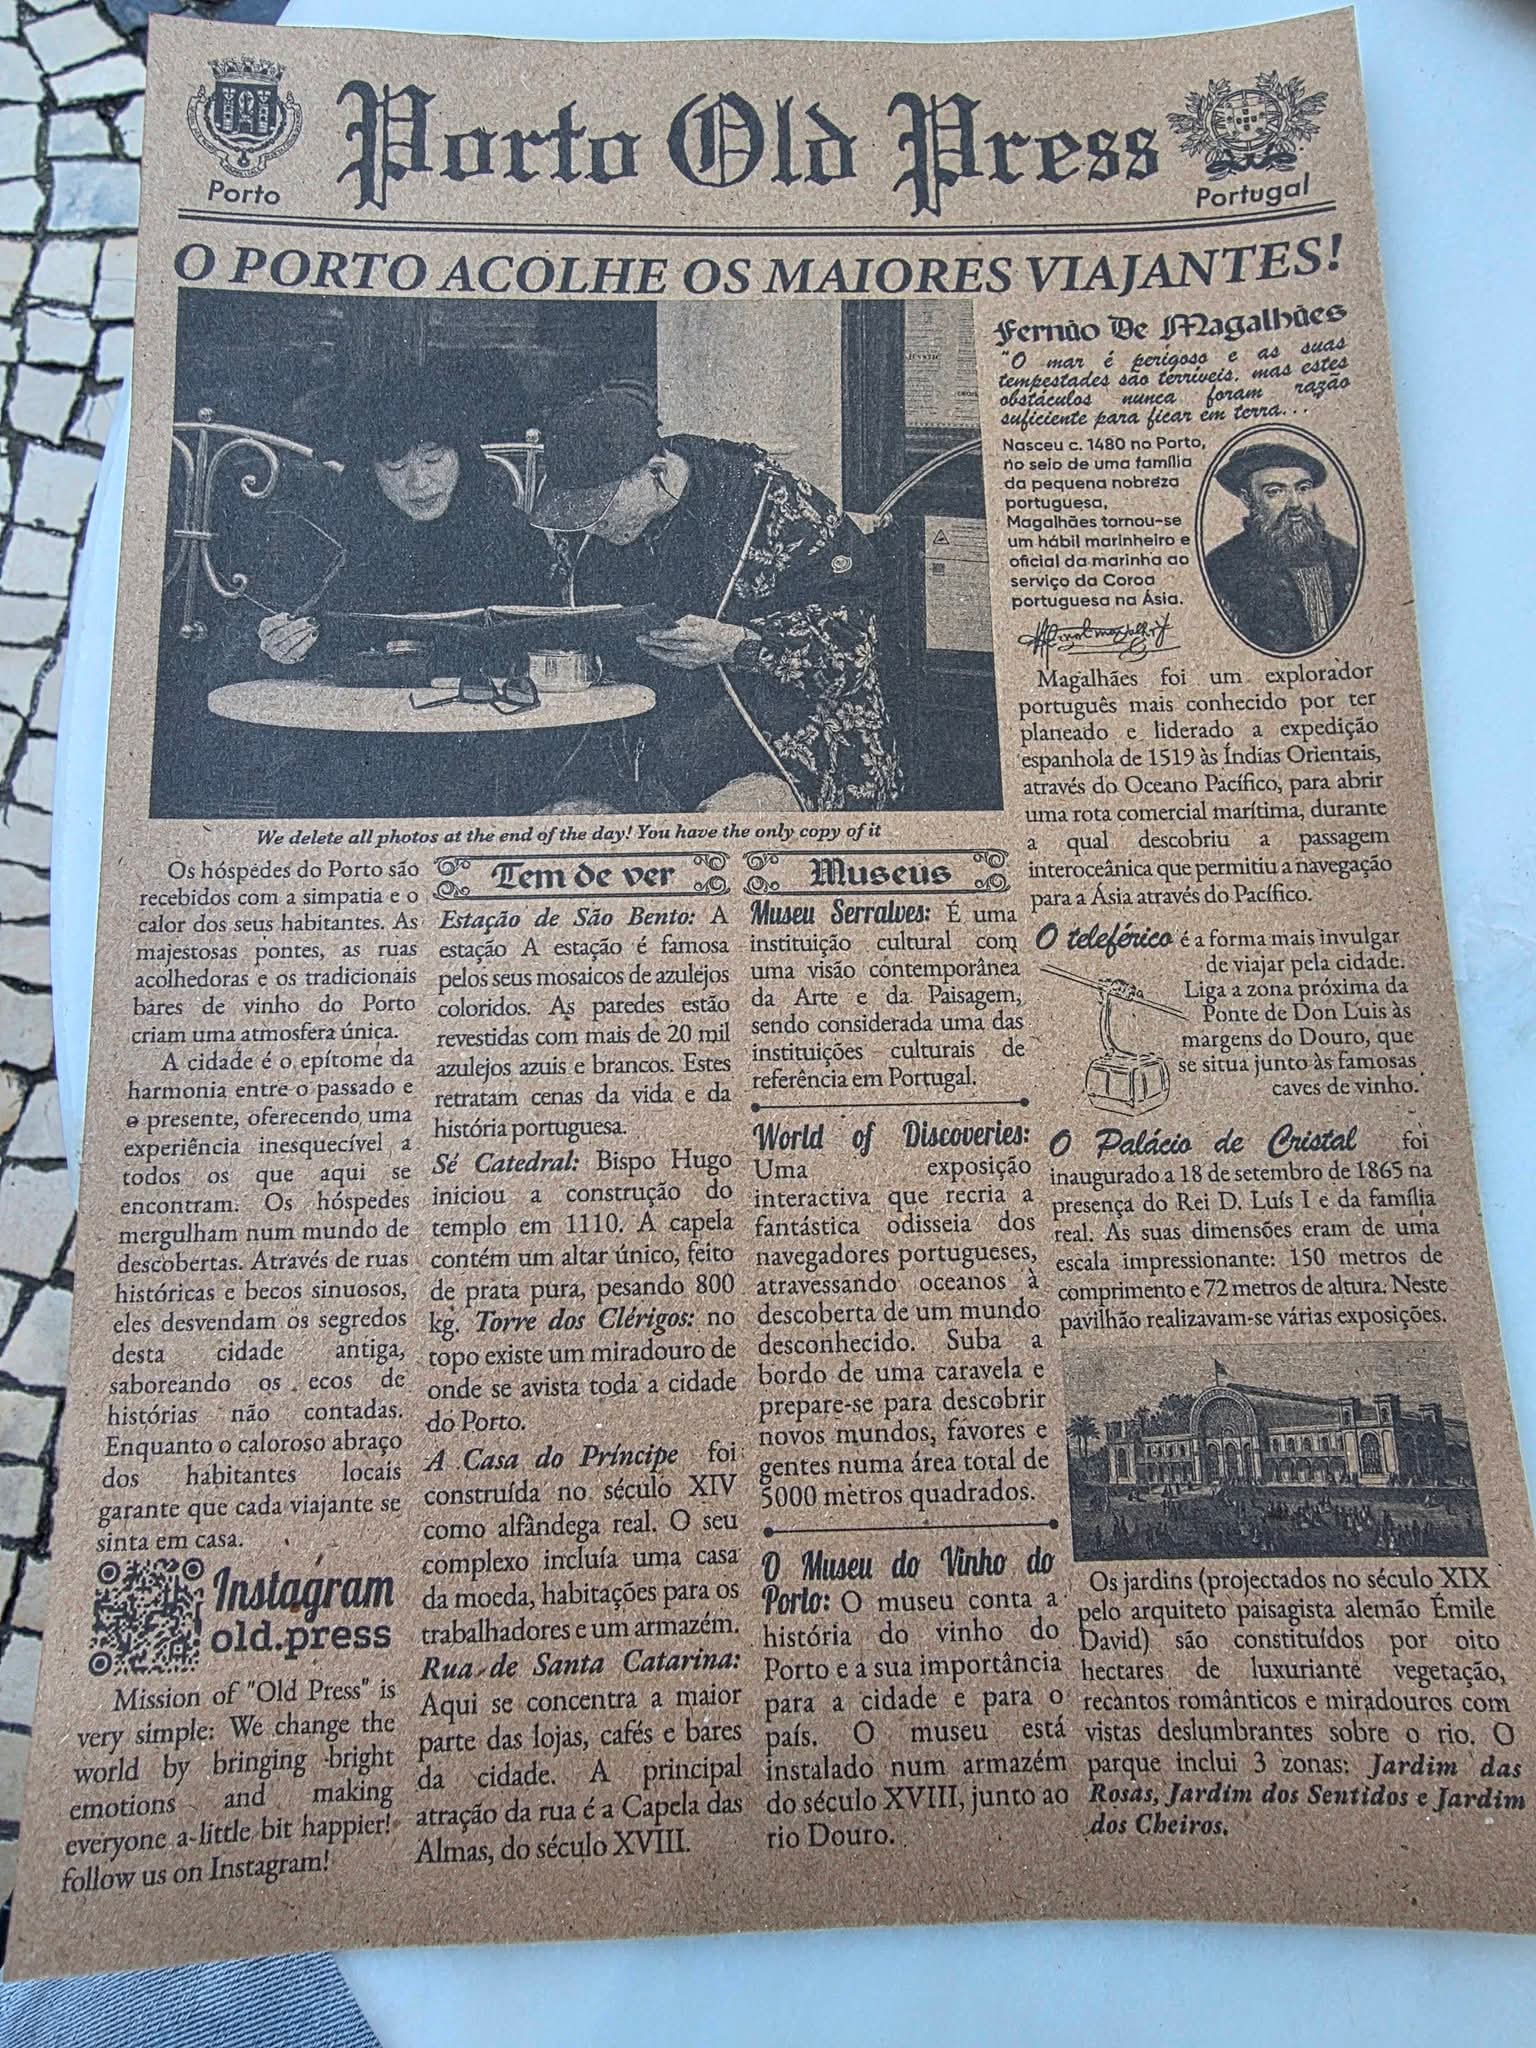 Porto
Porto Old Press
Portugal
O PORTO ACOLHE OS MAIORES VIAJANTES!
We delete all photos at the end of the day! You have the only copy of it
Os hóspedes do Porto são
recebidos com a simpatia e o
calor dos seus habitantes. As
majestosas pontes, as ruas
acolhedoras e os tradicionais
bares de vinho do Porto
criam uma atmosfera única.
A cidade é o epítome da
harmonia entre o passado e
o presente, oferecendo uma
experiência inesquecível a
todos os que aqui se
encontram. Os hóspedes
mergulham num mundo de
descobertas. Através de ruas
históricas e becos sinuosos,
eles desvendam os segredos
desta cidade antiga,
saboreando os ecos de
histórias não contadas.
Enquanto o caloroso abraço
dos habitantes locais
garante que cada viajante se
sinta em casa.
Instagram
old.press
Mission of "Old Press" is
very simple: We change the
world by bringing bright
emotions and making
everyone a little bit happier!
follow us on Instagram!
Tem de ver
Estação de São Bento: A
estação A estação é famosa
pelos seus mosaicos de azulejos
coloridos. As paredes estão
revestidas com mais de 20 mil
azulejos azuis e brancos. Estes
retratam cenas da vida e da
história portuguesa.
Sé Catedral: Bispo Hugo
iniciou a construção do
templo em 1110. A capela
contém um altar único, feito
de prata pura, pesando 800
kg. Torre dos Clérigos: no
topo existe um miradouro de
onde se avista toda a cidade
do Porto.
A Casa do Príncipe foi
construída no século XIV
como alfândega real. O seu
complexo incluía uma casa
da moeda, habitações para os
trabalhadores e um armazém.
Rua de Santa Catarina:
Aqui se concentra a maior
parte das lojas, cafés e bares
da cidade. A principal
atração da rua é a Capela das
Almas, do século XVIII.
Museus
Museu Serralves: É uma
instituição cultural com
uma visão contemporânea
da Arte e da Paisagem,
sendo considerada uma das
instituições culturais de
referência em Portugal.
World of Discoveries:
Uma exposição
interactiva que recria a
fantástica odisseia dos
navegadores portugueses,
atravessando oceanos à
descoberta de um mundo
desconhecido. Suba a
bordo de uma caravela e
prepare-se para descobrir
novos mundos, favores e
gentes numa área total de
5000 metros quadrados.
O Museu do Vinho do
Porto: O museu conta a
história do vinho do
Porto e a sua importância
para a cidade e para o
país. O museu está
instalado num armazém
do século XVIII, junto ao
rio Douro.
Fernão De Magalhães
"O mar é perigoso e as suas
tempestades são terríveis, mas estes
obstáculos nunca foram razão
suficiente para ficar em terra..."
Nasceu c. 1480 no Porto,
no seio de uma família
da pequena nobreza
portuguesa,
Magalhães tornou-se
um hábil marinheiro e
oficial da marinha ao
serviço da Coroa
portuguesa na Ásia.
Magalhães foi um explorador
português mais conhecido por ter
planeado e liderado a expedição
espanhola de 1519 às Índias Orientais,
através do Oceano Pacífico, para abrir
uma rota comercial marítima, durante
a qual descobriu a passagem
interoceânica que permitiu a navegação
para a Ásia através do Pacífico.
O teleférico é a forma mais invulgar
de viajar pela cidade.
Liga a zona próxima da
Ponte de Don Luis às
margens do Douro, que
se situa junto às famosas
caves de vinho.
O Palácio de Cristal foi
inaugurado a 18 de setembro de 1865 na
presença do Rei D. Luís I e da família
real. As suas dimensões eram de uma
escala impressionante: 150 metros de
comprimento e 72 metros de altura. Neste
pavilhão realizavam-se várias exposições.
Os jardins (projectados no século XIX
pelo arquiteto paisagista alemão Émile
David) são constituídos por oito
hectares de luxuriante vegetação,
recantos românticos e miradouros com
vistas deslumbrantes sobre o rio. O
parque inclui 3 zonas: Jardim das
Rosas, Jardim dos Sentidos e Jardim
dos Cheiros.